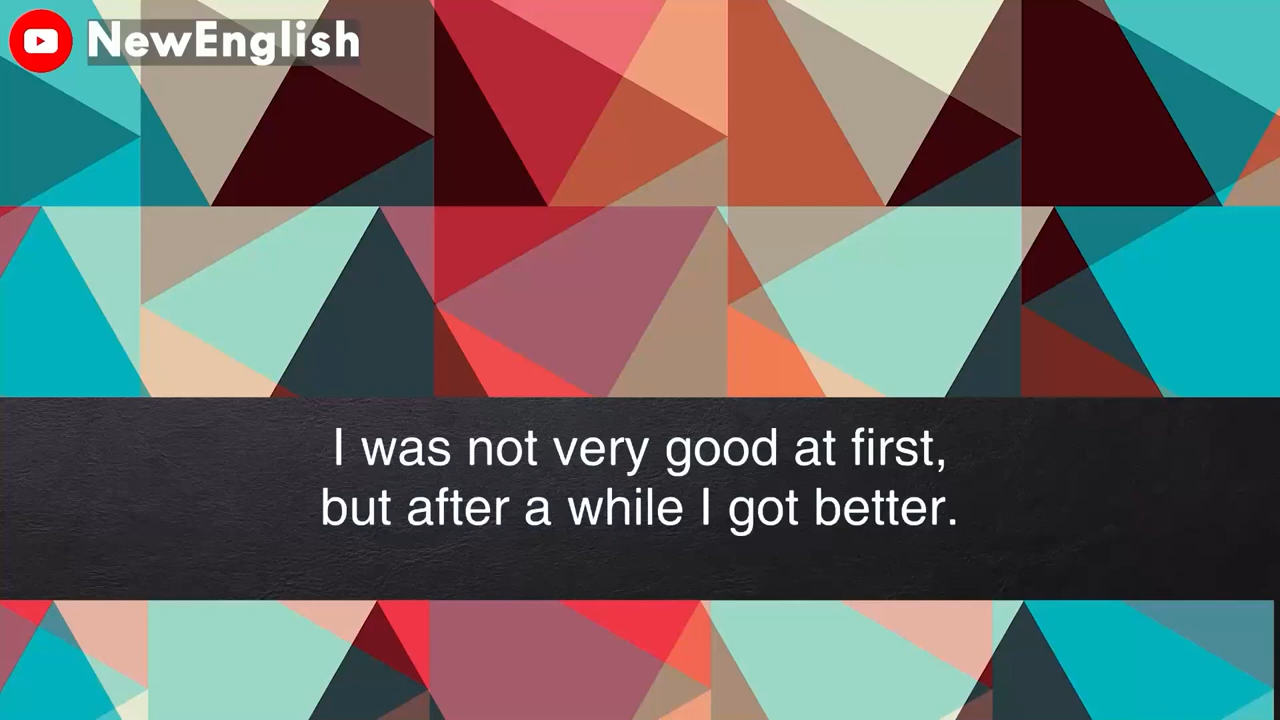 NewEnglish
I was not very good at first,
but after a while I got better.